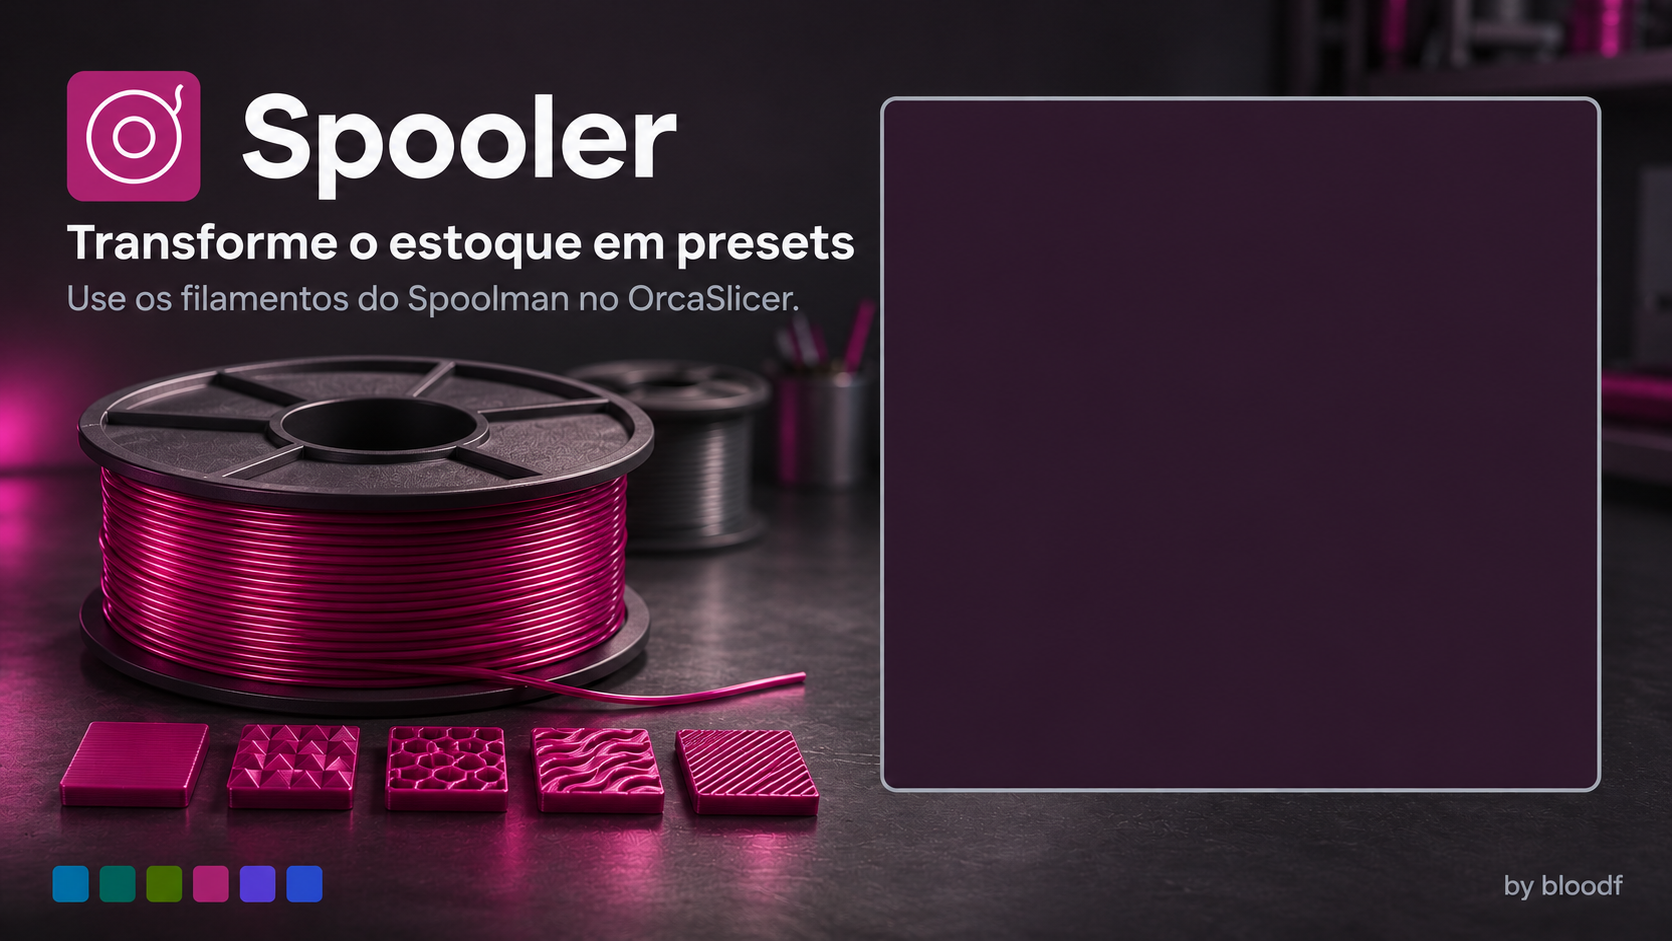 Spooler
Transforme o estoque em presets
Use os filamentos do Spoolman no OrcaSlicer.
by bloodf